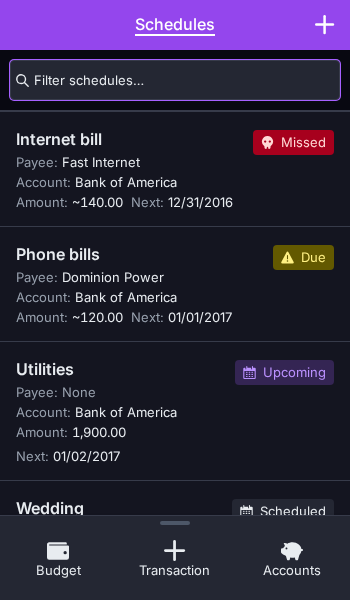 Schedules
Filter schedules...
Internet bill
Missed
Payee: Fast Internet
Account: Bank of America
Amount: ~140.00 Next: 12/31/2016
Phone bills
Due
Payee: Dominion Power
Account: Bank of America
Amount: ~120.00 Next: 01/01/2017
Utilities
Upcoming
Payee: None
Account: Bank of America
Amount: 1,900.00
Next: 01/02/2017
Wedding
Scheduled
Budget
Transaction
Accounts